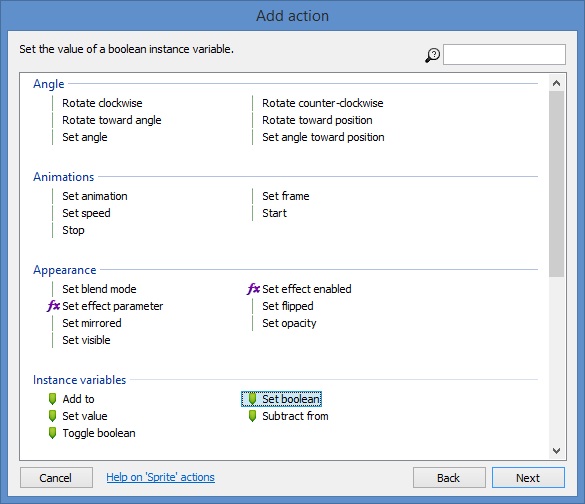 Add action
Set the value of a boolean instance variable.
Angle
Rotate clockwise Rotate counter-clockwise
Rotate toward angle Rotate toward position
Set angle Set angle toward position
Animations
Set animation Set frame
Set speed Start
Stop
Appearance
Set blend mode fx Set effect enabled
fx Set effect parameter Set flipped
Set mirrored Set opacity
Set visible
Instance variables
Add to Set boolean
Set value Subtract from
Toggle boolean
Cancel Help on 'Sprite' actions Back Next